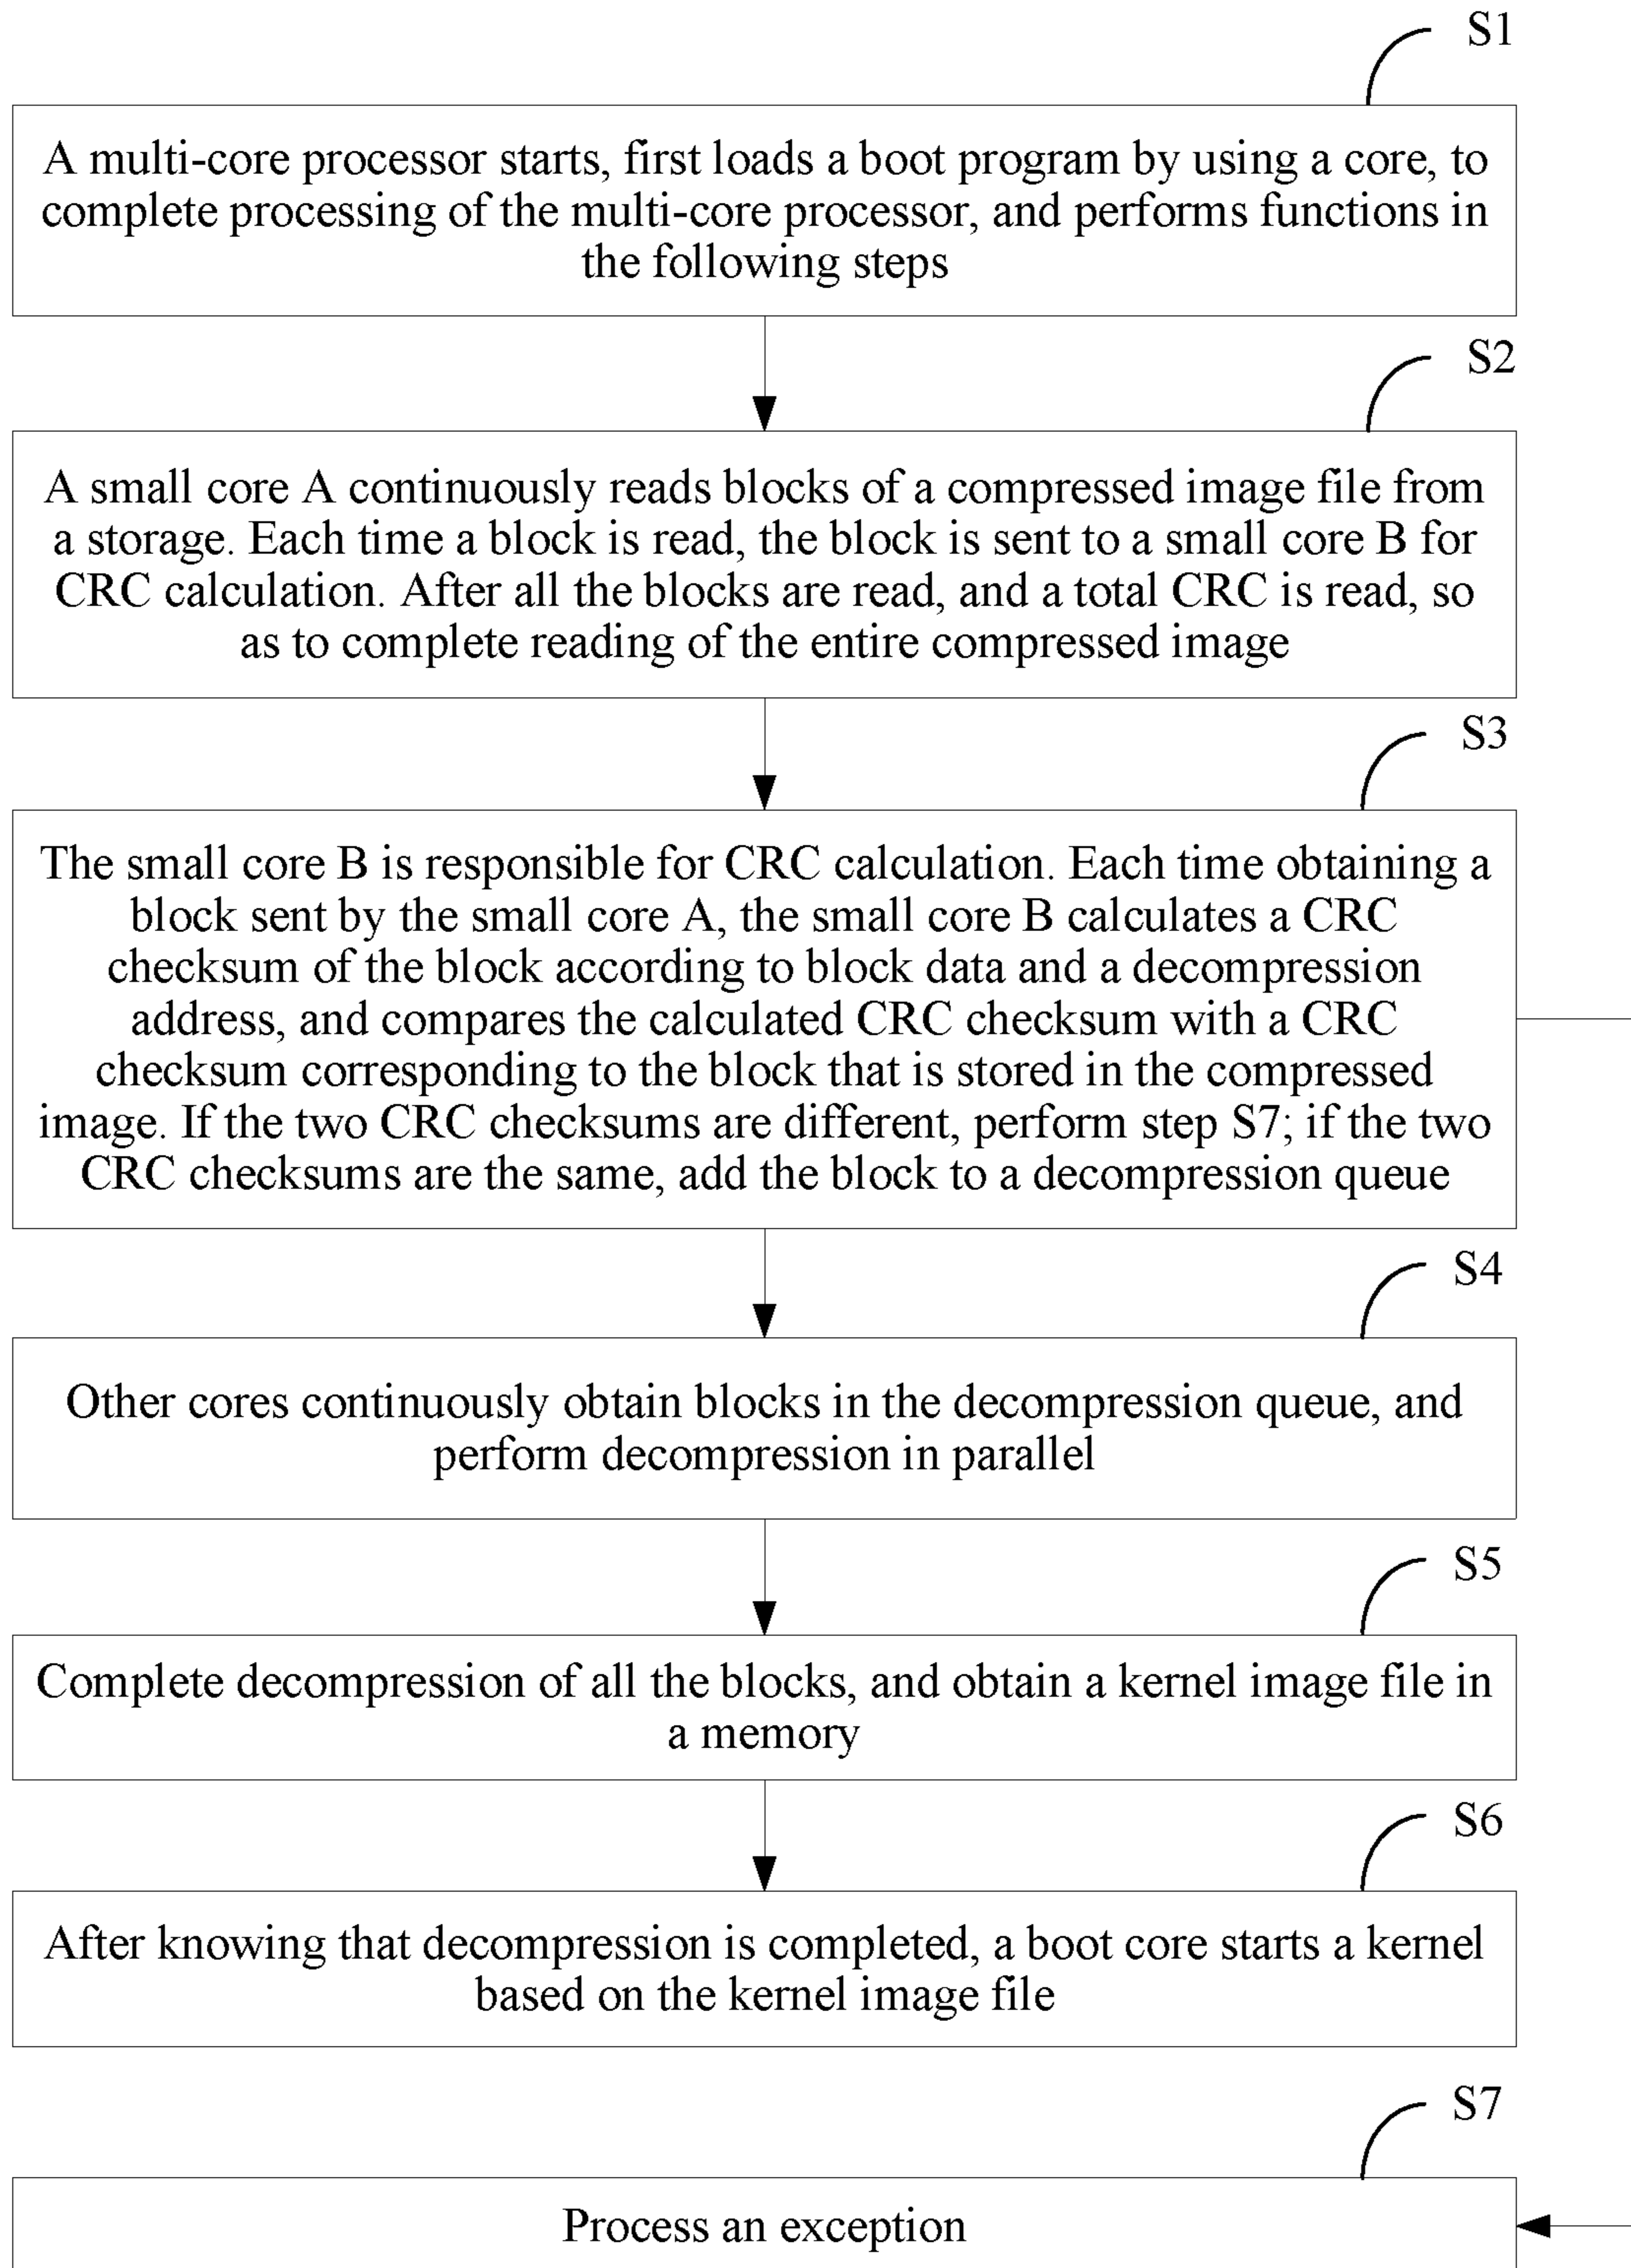 S1
A multi-core processor starts, first loads a boot program by using a core, to
complete processing of the multi-core processor, and performs functions in
the following steps
S2
A small core A continuously reads blocks of a compressed image file from
a storage. Each time a block is read, the block is sent to a small core B for
CRC calculation. After all the blocks are read, and a total CRC is read, so
as to complete reading of the entire compressed image
S3
The small core B is responsible for CRC calculation. Each time obtaining a
block sent by the small core A, the small core B calculates a CRC
checksum of the block according to block data and a decompression
address, and compares the calculated CRC checksum with a CRC
checksum corresponding to the block that is stored in the compressed
image. If the two CRC checksums are different, perform step S7; if the two
CRC checksums are the same, add the block to a decompression queue
S4
Other cores continuously obtain blocks in the decompression queue, and
perform decompression in parallel
S5
Complete decompression of all the blocks, and obtain a kernel image file in
a memory
S6
After knowing that decompression is completed, a boot core starts a kernel
based on the kernel image file
S7
Process an exception